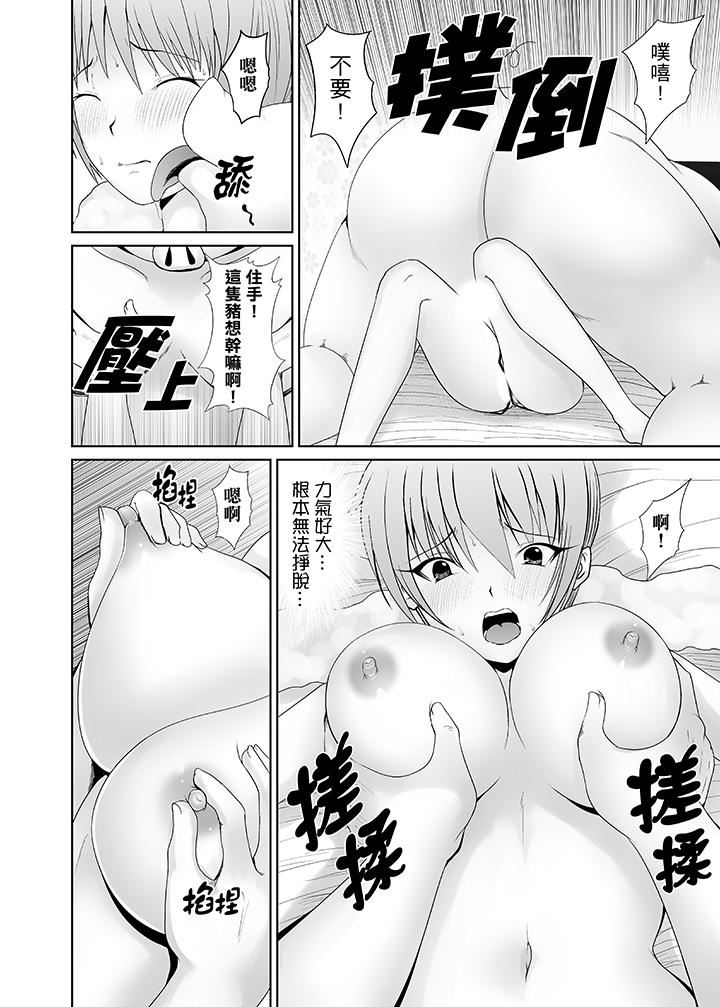 噗嘻！
撲倒
不要！
嗯嗯
舔～
住手！
這隻豬想幹嘛啊！
壓上
啊！
力氣好大…
根本無法掙脫…
搓揉
搓揉
掐捏
嗯啊
掐捏